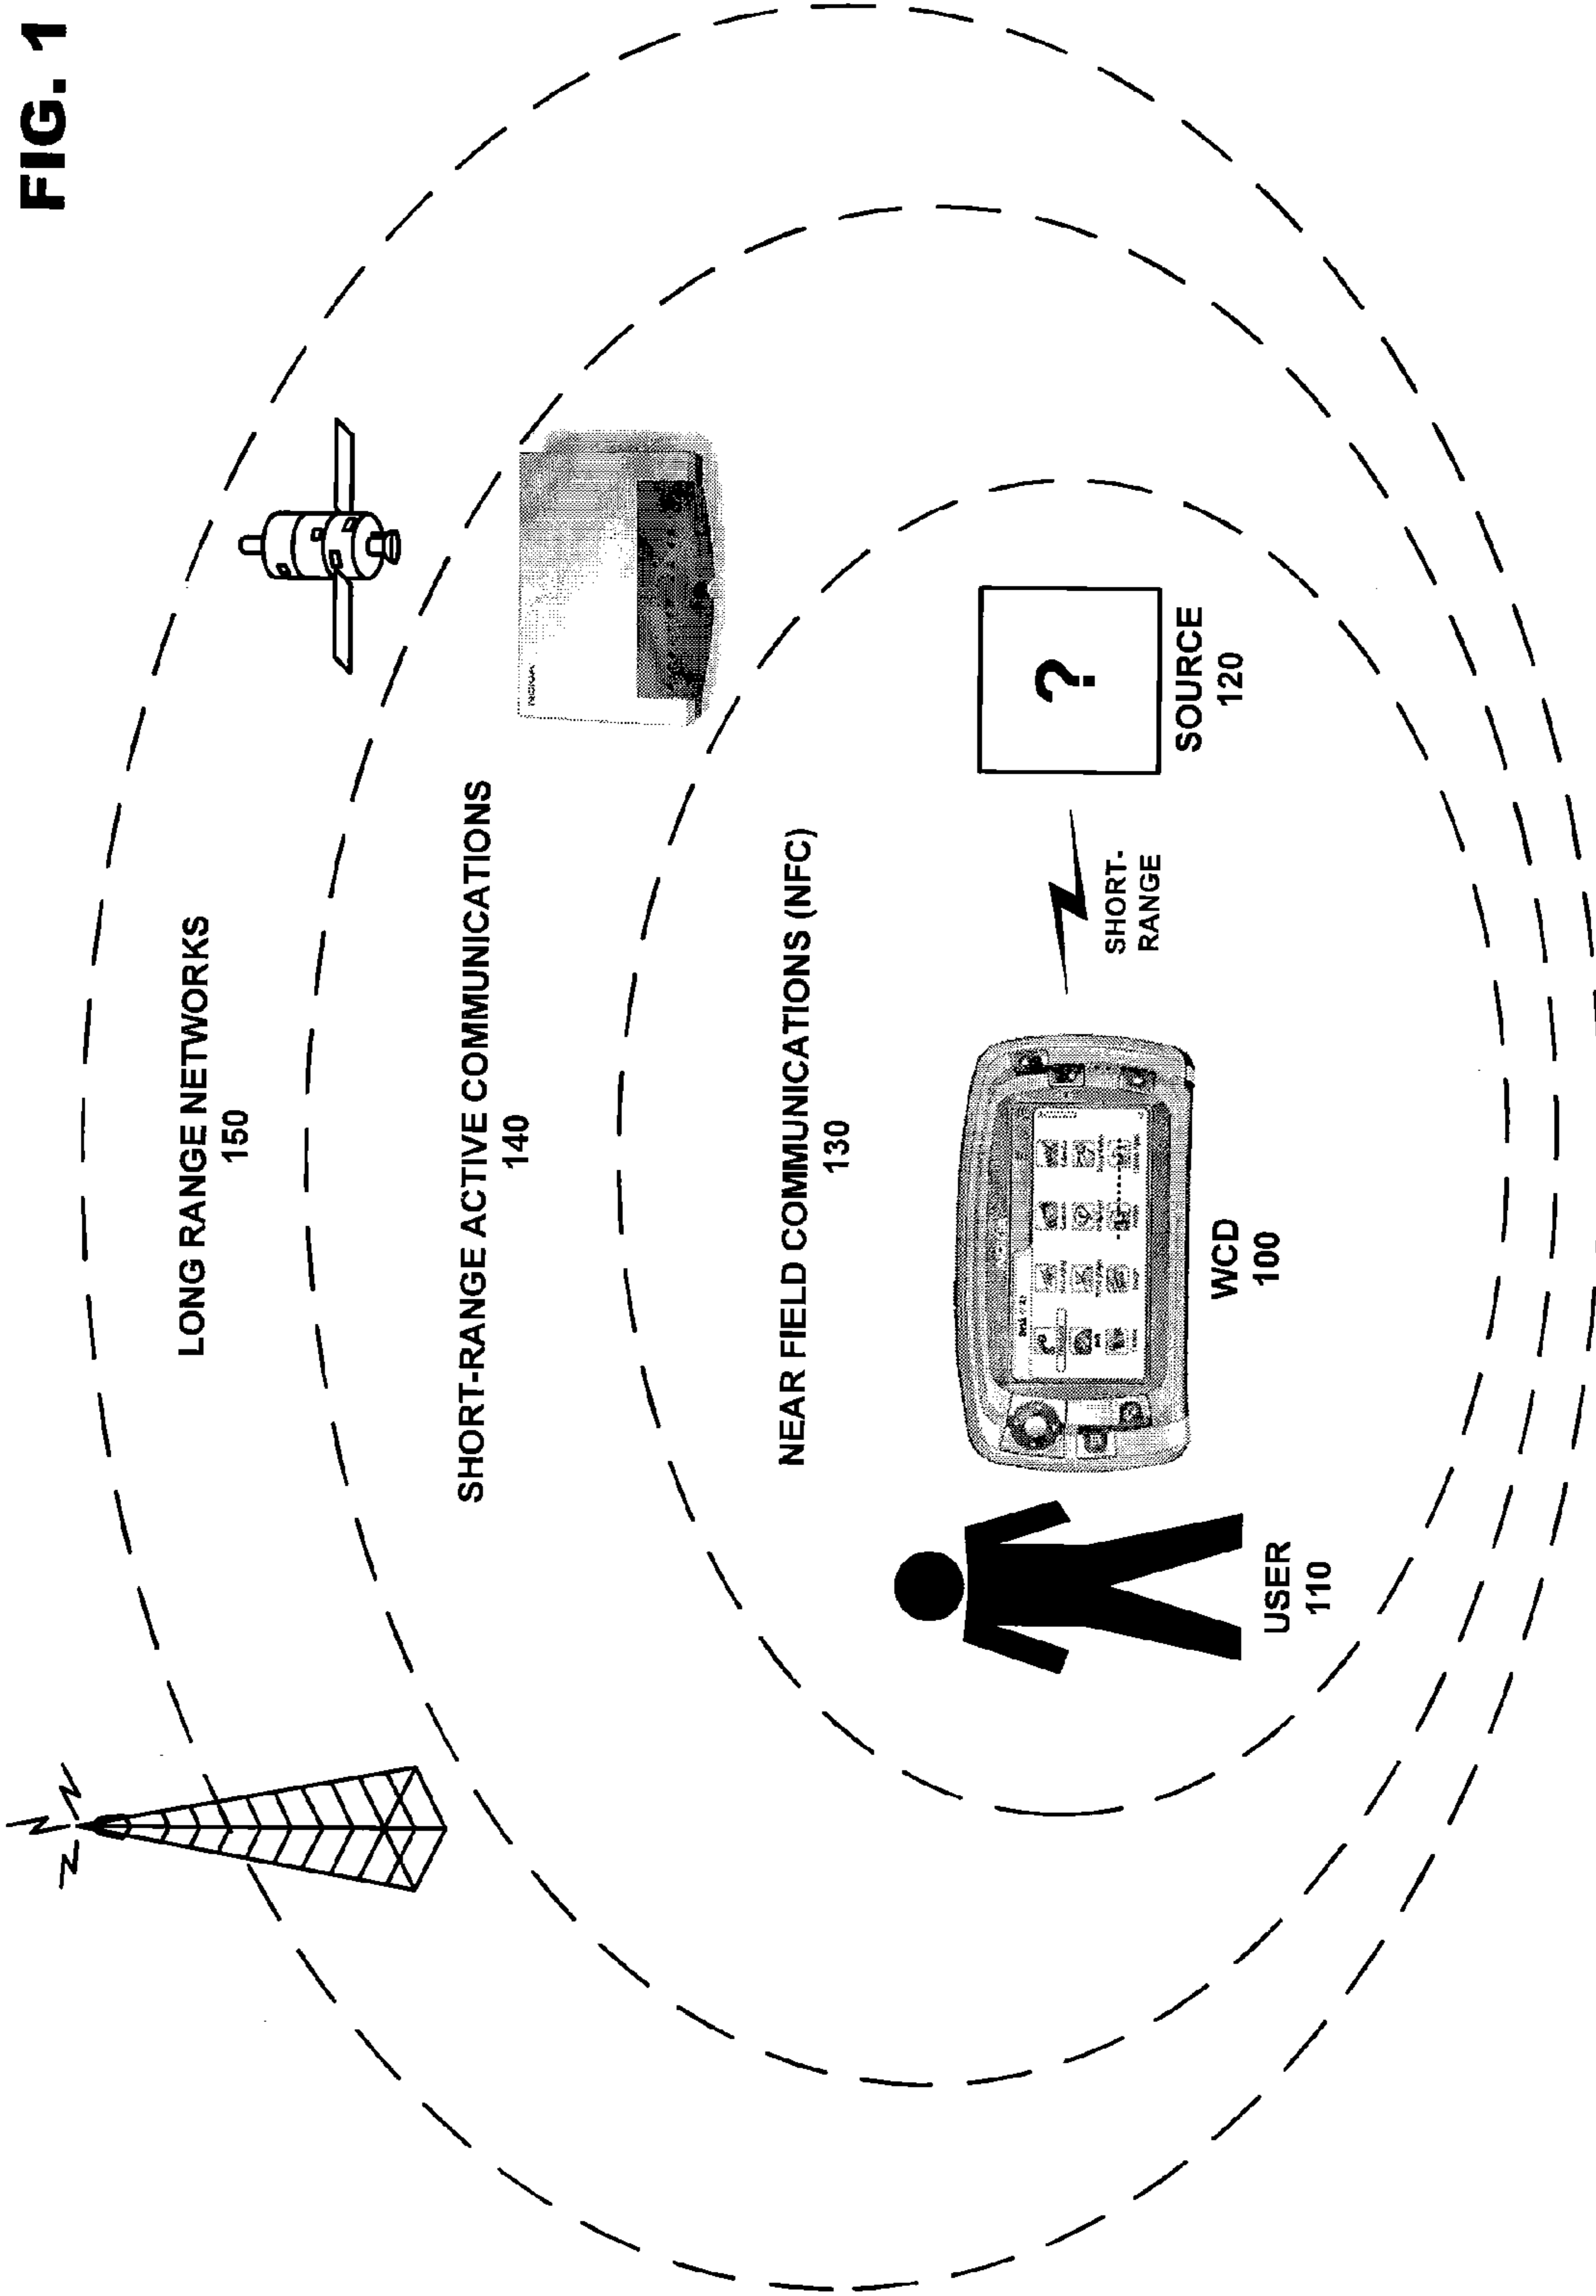 FIG. 1
LONG RANGE NETWORKS
150
SHORT-RANGE ACTIVE COMMUNICATIONS
140
NOKIA
NEAR FIELD COMMUNICATIONS (NFC)
130
?
SHORT-
RANGE
SOURCE
120
WCD
100
USER
110